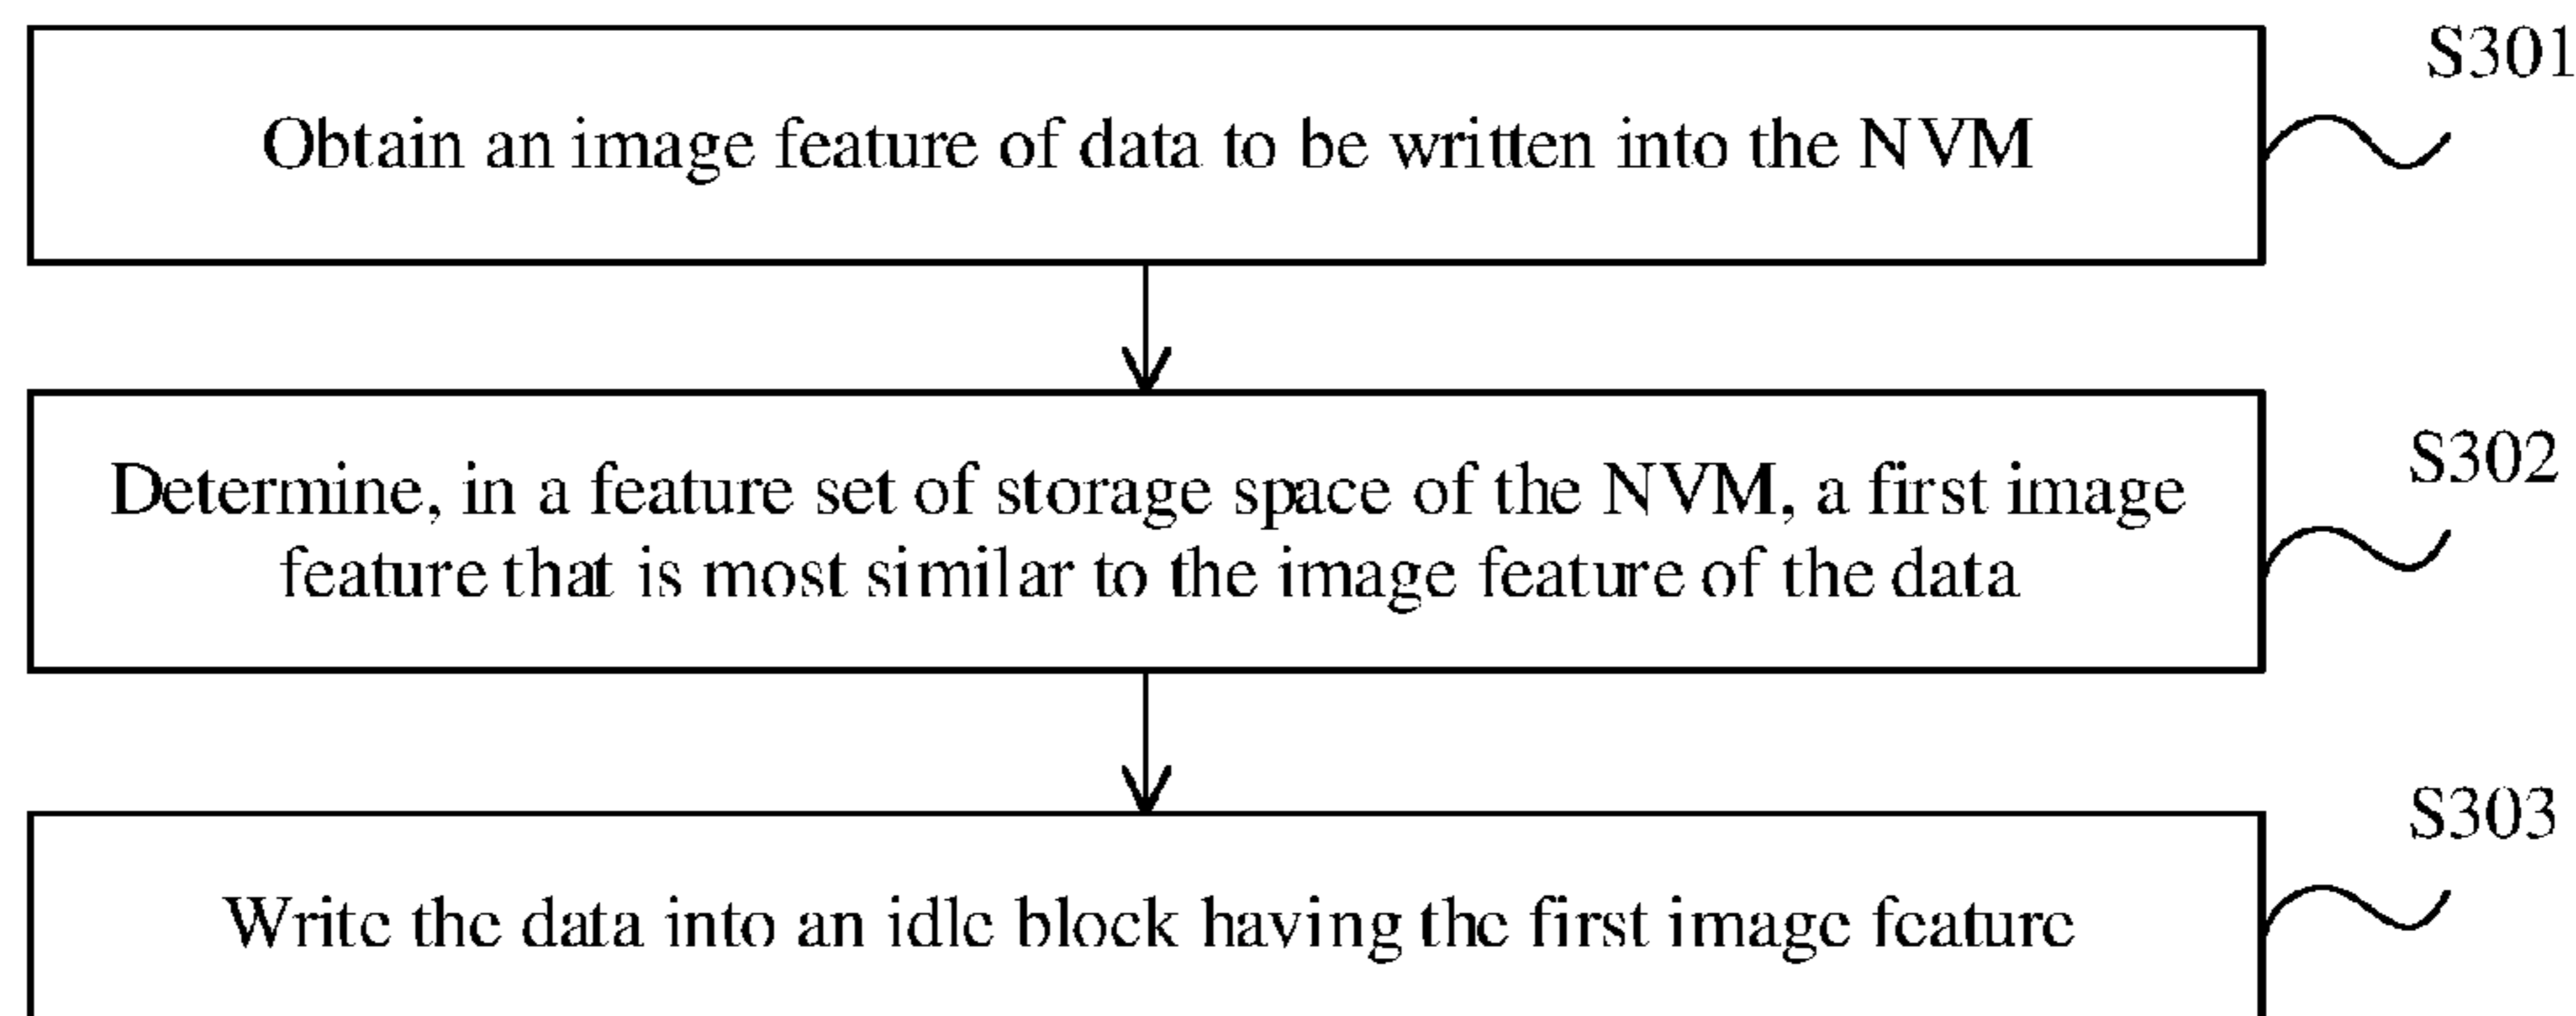 S301
Obtain an image feature of data to be written into the NVM
S302
Determine, in a feature set of storage space of the NVM, a first image
feature that is most similar to the image feature of the data
S303
Write the data into an idle block having the first image feature